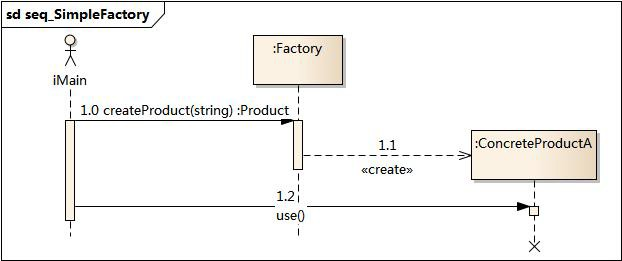 sd seq_SimpleFactory
iMain
:Factory
1.0 createProduct(string) :Product
1.1
«create»
:ConcreteProductA
1.2
use()